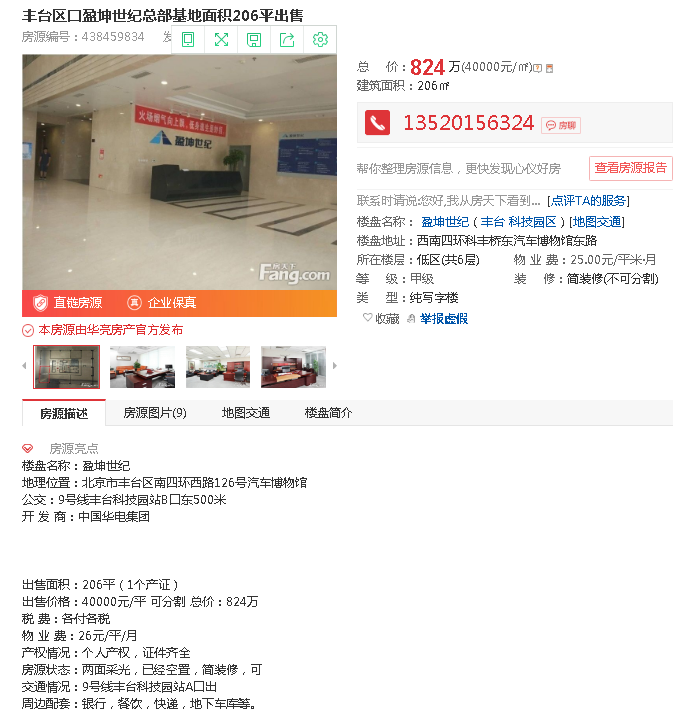 丰台区口盈坤世纪总部基地面积206平出售
房源编号：438459834 发
总 价：824万(40000元/㎡)
建筑面积：206㎡
13520156324 房聊
帮你整理房源信息，更快发现心仪好房 查看房源报告
联系时请说:您好,我从房天下看到... [点评TA的服务]
楼盘名称： 盈坤世纪（丰台 科技园区）[地图交通]
楼盘地址：西南四环科丰桥东汽车博物馆东路
所在楼层：低区(共6层) 物 业 费：25.00元/平米·月
等 级：甲级 装 修：简装修(不可分割)
类 型：纯写字楼
收藏 举报虚假
盈坤世纪
房天下
Fang.com
直链房源 真 企业保真
本房源由华亮房产官方发布
房源描述 房源图片(9) 地图交通 楼盘简介
房源亮点
楼盘名称：盈坤世纪
地理位置：北京市丰台区南四环西路126号汽车博物馆
公交：9号线丰台科技园站B口东500米
开 发 商：中国华电集团
出售面积：206平（1个产证）
出售价格：40000元/平 可分割 总价：824万
税 费：各付各税
物 业 费：26元/平/月
产权情况：个人产权，证件齐全
房源状态：两面采光，已经空置，简装修，可
交通情况：9号线丰台科技园站A口出
周边配套：银行，餐饮，快递，地下车库等。